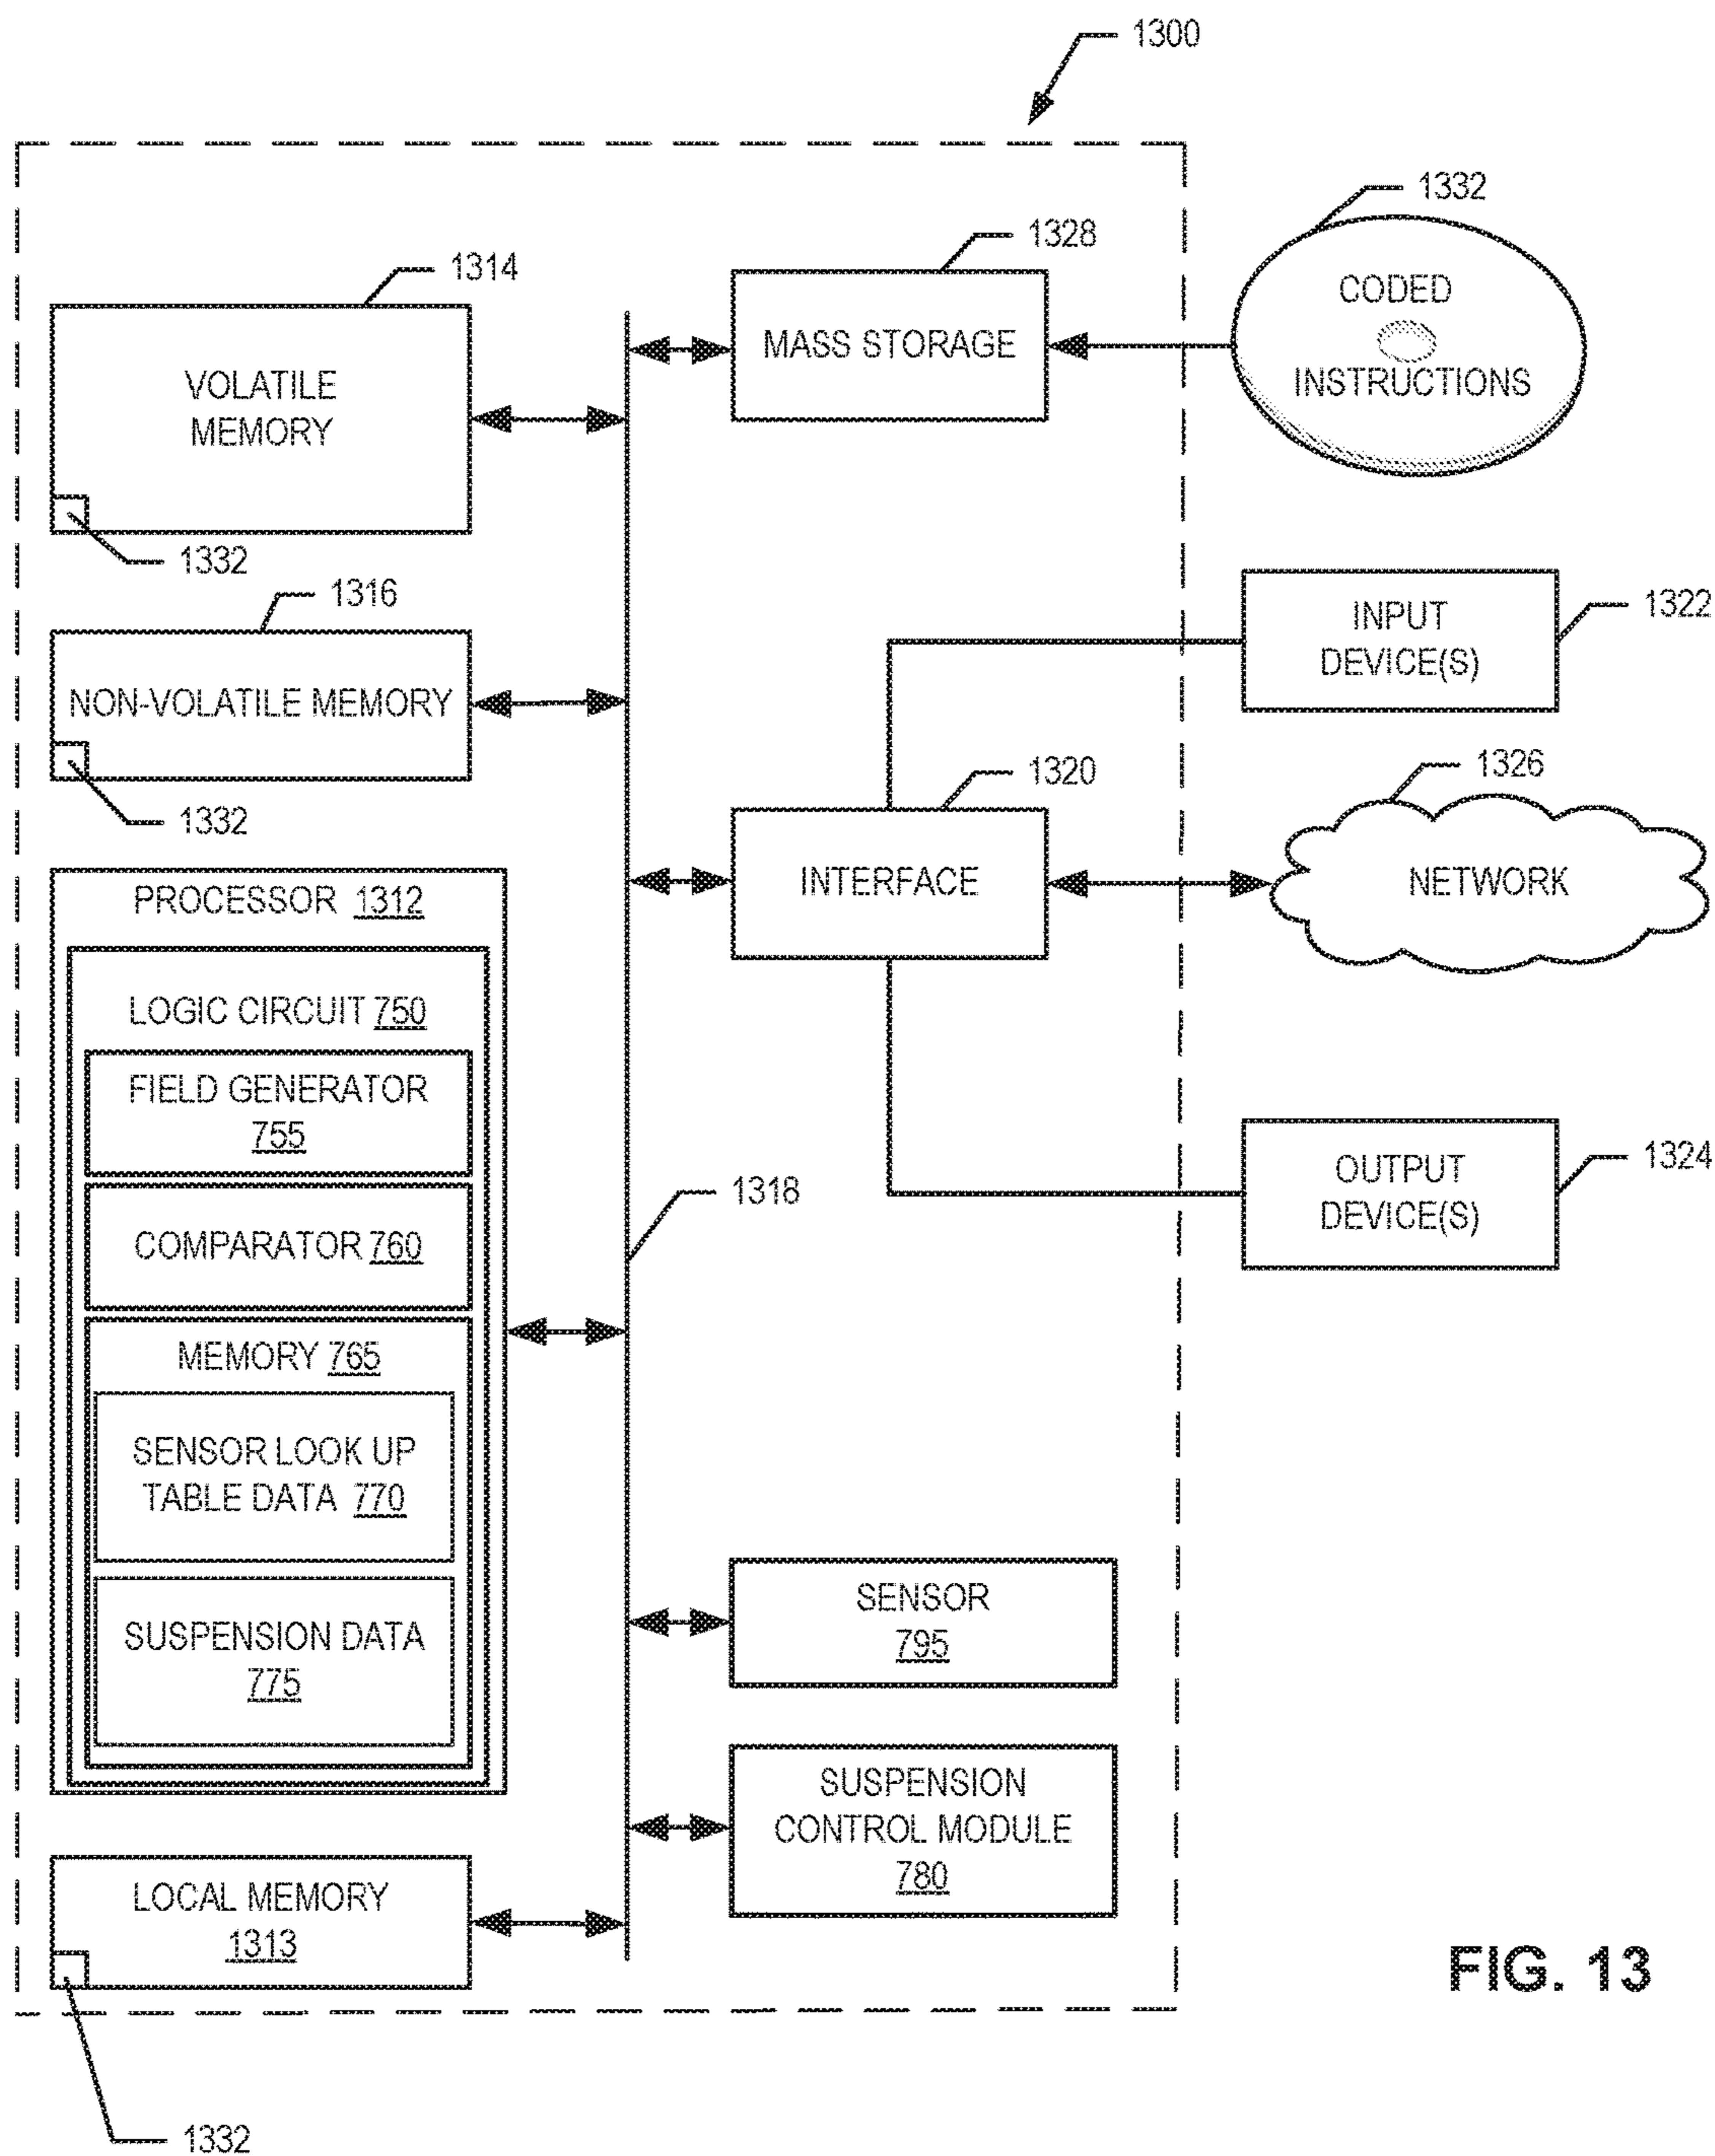 1300
1332
1328
1314
CODED
INSTRUCTIONS
MASS STORAGE
VOLATILE
MEMORY
1332
1316
1322
INPUT
DEVICE(S)
NON-VOLATILE MEMORY
1320
1326
1332
INTERFACE
NETWORK
PROCESSOR 1312
LOGIC CIRCUIT 750
FIELD GENERATOR
755
1318
1324
OUTPUT
DEVICE(S)
COMPARATOR 760
MEMORY 765
SENSOR LOOK UP
TABLE DATA 770
SENSOR
795
SUSPENSION DATA
775
SUSPENSION
CONTROL MODULE
780
LOCAL MEMORY
1313
FIG. 13
1332